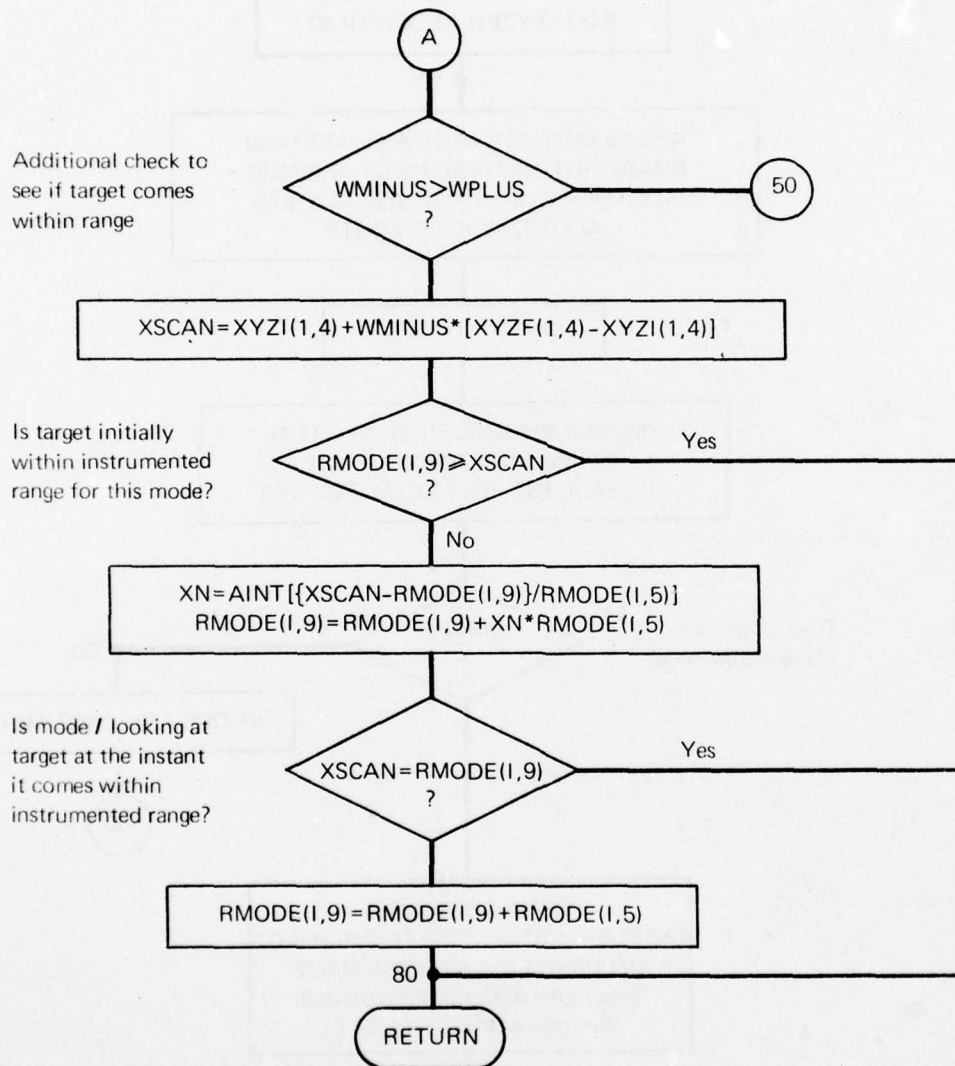 A
Additional check to
see if target comes
within range
WMINUS>WPLUS
?
50
XSCAN=XYZI(1,4)+WMINUS*[XYZF(1,4)-XYZI(1,4)]
Is target initially
within instrumented
range for this mode?
RMODE(I,9)⩾XSCAN
?
Yes
No
XN=AINT[{XSCAN-RMODE(I,9)}/RMODE(I,5)]
RMODE(I,9)=RMODE(I,9)+XN*RMODE(I,5)
Is mode I looking at
target at the instant
it comes within
instrumented range?
XSCAN=RMODE(I,9)
?
Yes
RMODE(I,9)=RMODE(I,9)+RMODE(I,5)
80
RETURN